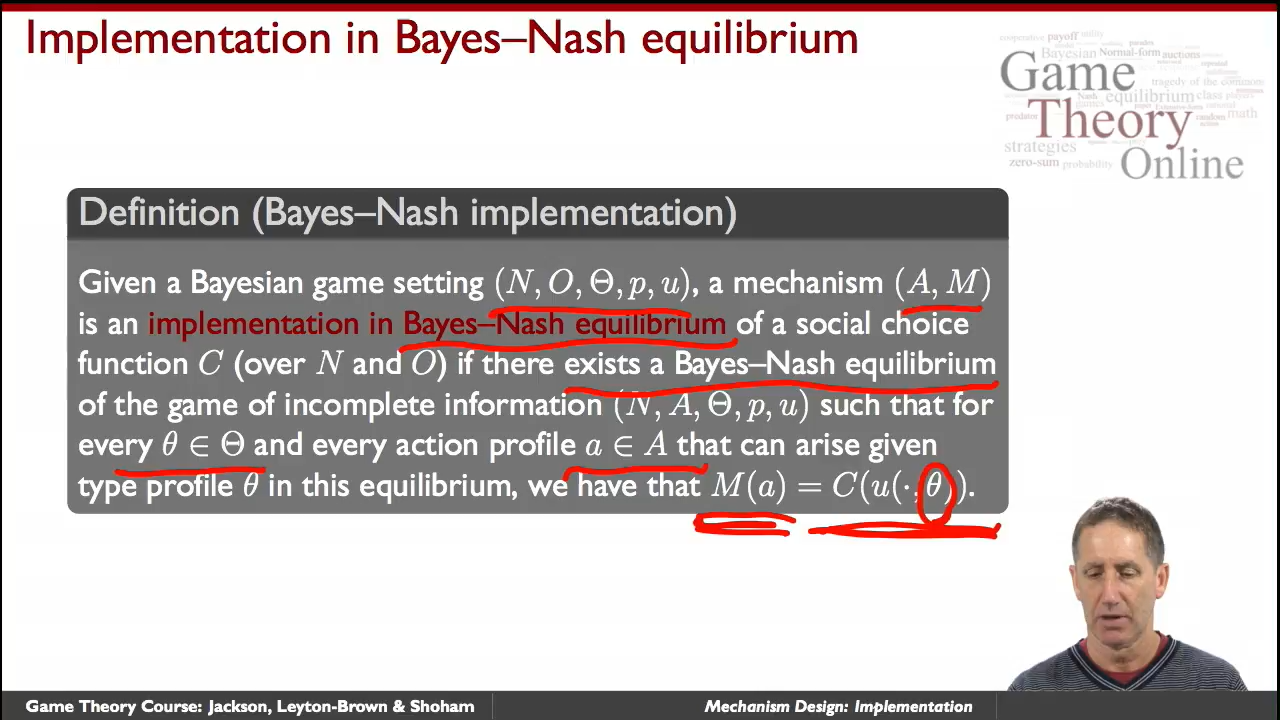 Implementation in Bayes–Nash equilibrium
Game
Theory
Online
Definition (Bayes–Nash implementation)
Given a Bayesian game setting (N, O, Θ, p, u), a mechanism (A, M)
is an implementation in Bayes–Nash equilibrium of a social choice
function C (over N and O) if there exists a Bayes–Nash equilibrium
of the game of incomplete information (N, A, Θ, p, u) such that for
every θ ∈ Θ and every action profile a ∈ A that can arise given
type profile θ in this equilibrium, we have that M(a) = C(u(·, θ)).
Game Theory Course: Jackson, Leyton-Brown & Shoham
Mechanism Design: Implementation